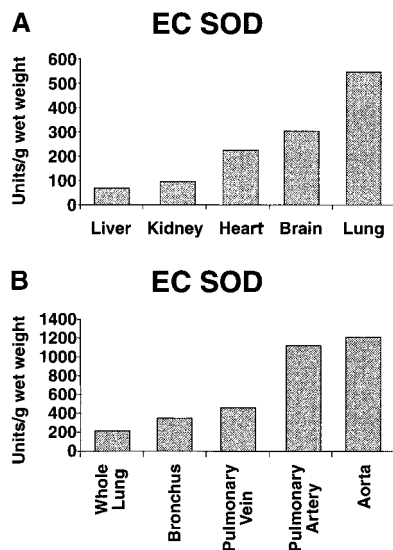 A
EC SOD
Units/g wet weight
600
500
400
300
200
100
0
Liver Kidney Heart Brain Lung
B
EC SOD
Units/g wet weight
1400
1200
1000
800
600
400
200
0
Whole
Lung
Bronchus
Pulmonary
Vein
Pulmonary
Artery
Aorta